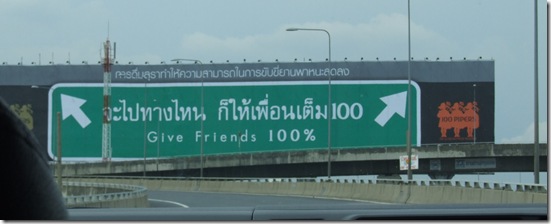 การดื่มสุราทำให้ความสามารถในการขับขี่ยานพาหนะลดลง
จะไปทางไหน ก็ให้เพื่อนเต็ม100
Give Friends 100%
100 PIPERS